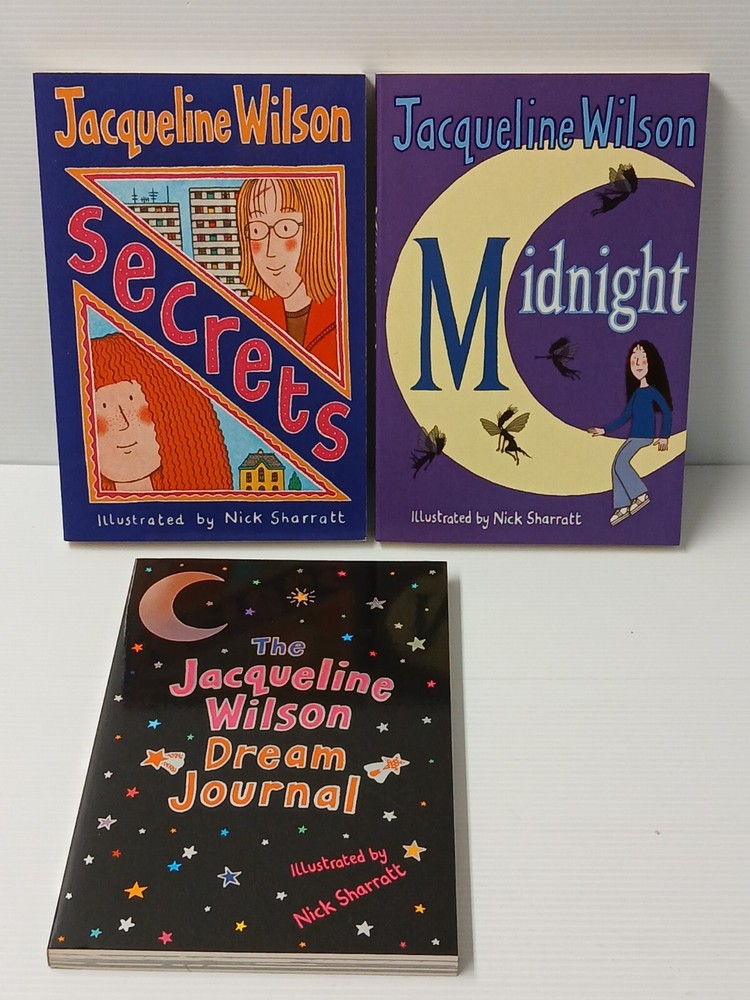 Jacqueline Wilson
secrets
Illustrated by Nick Sharratt
Jacqueline Wilson
Midnight
Illustrated by Nick Sharratt
The
Jacqueline
Wilson
Dream
Journal
Illustrated by
Nick Sharratt